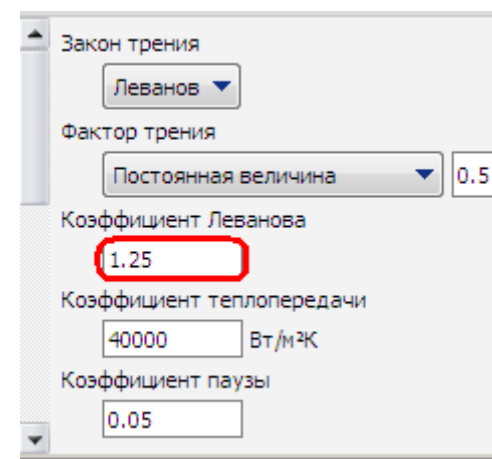 Закон трения
Леванов
Фактор трения
Постоянная величина 0.5
Коэффициент Леванова
1.25
Коэффициент теплопередачи
40000 Вт/м²К
Коэффициент паузы
0.05